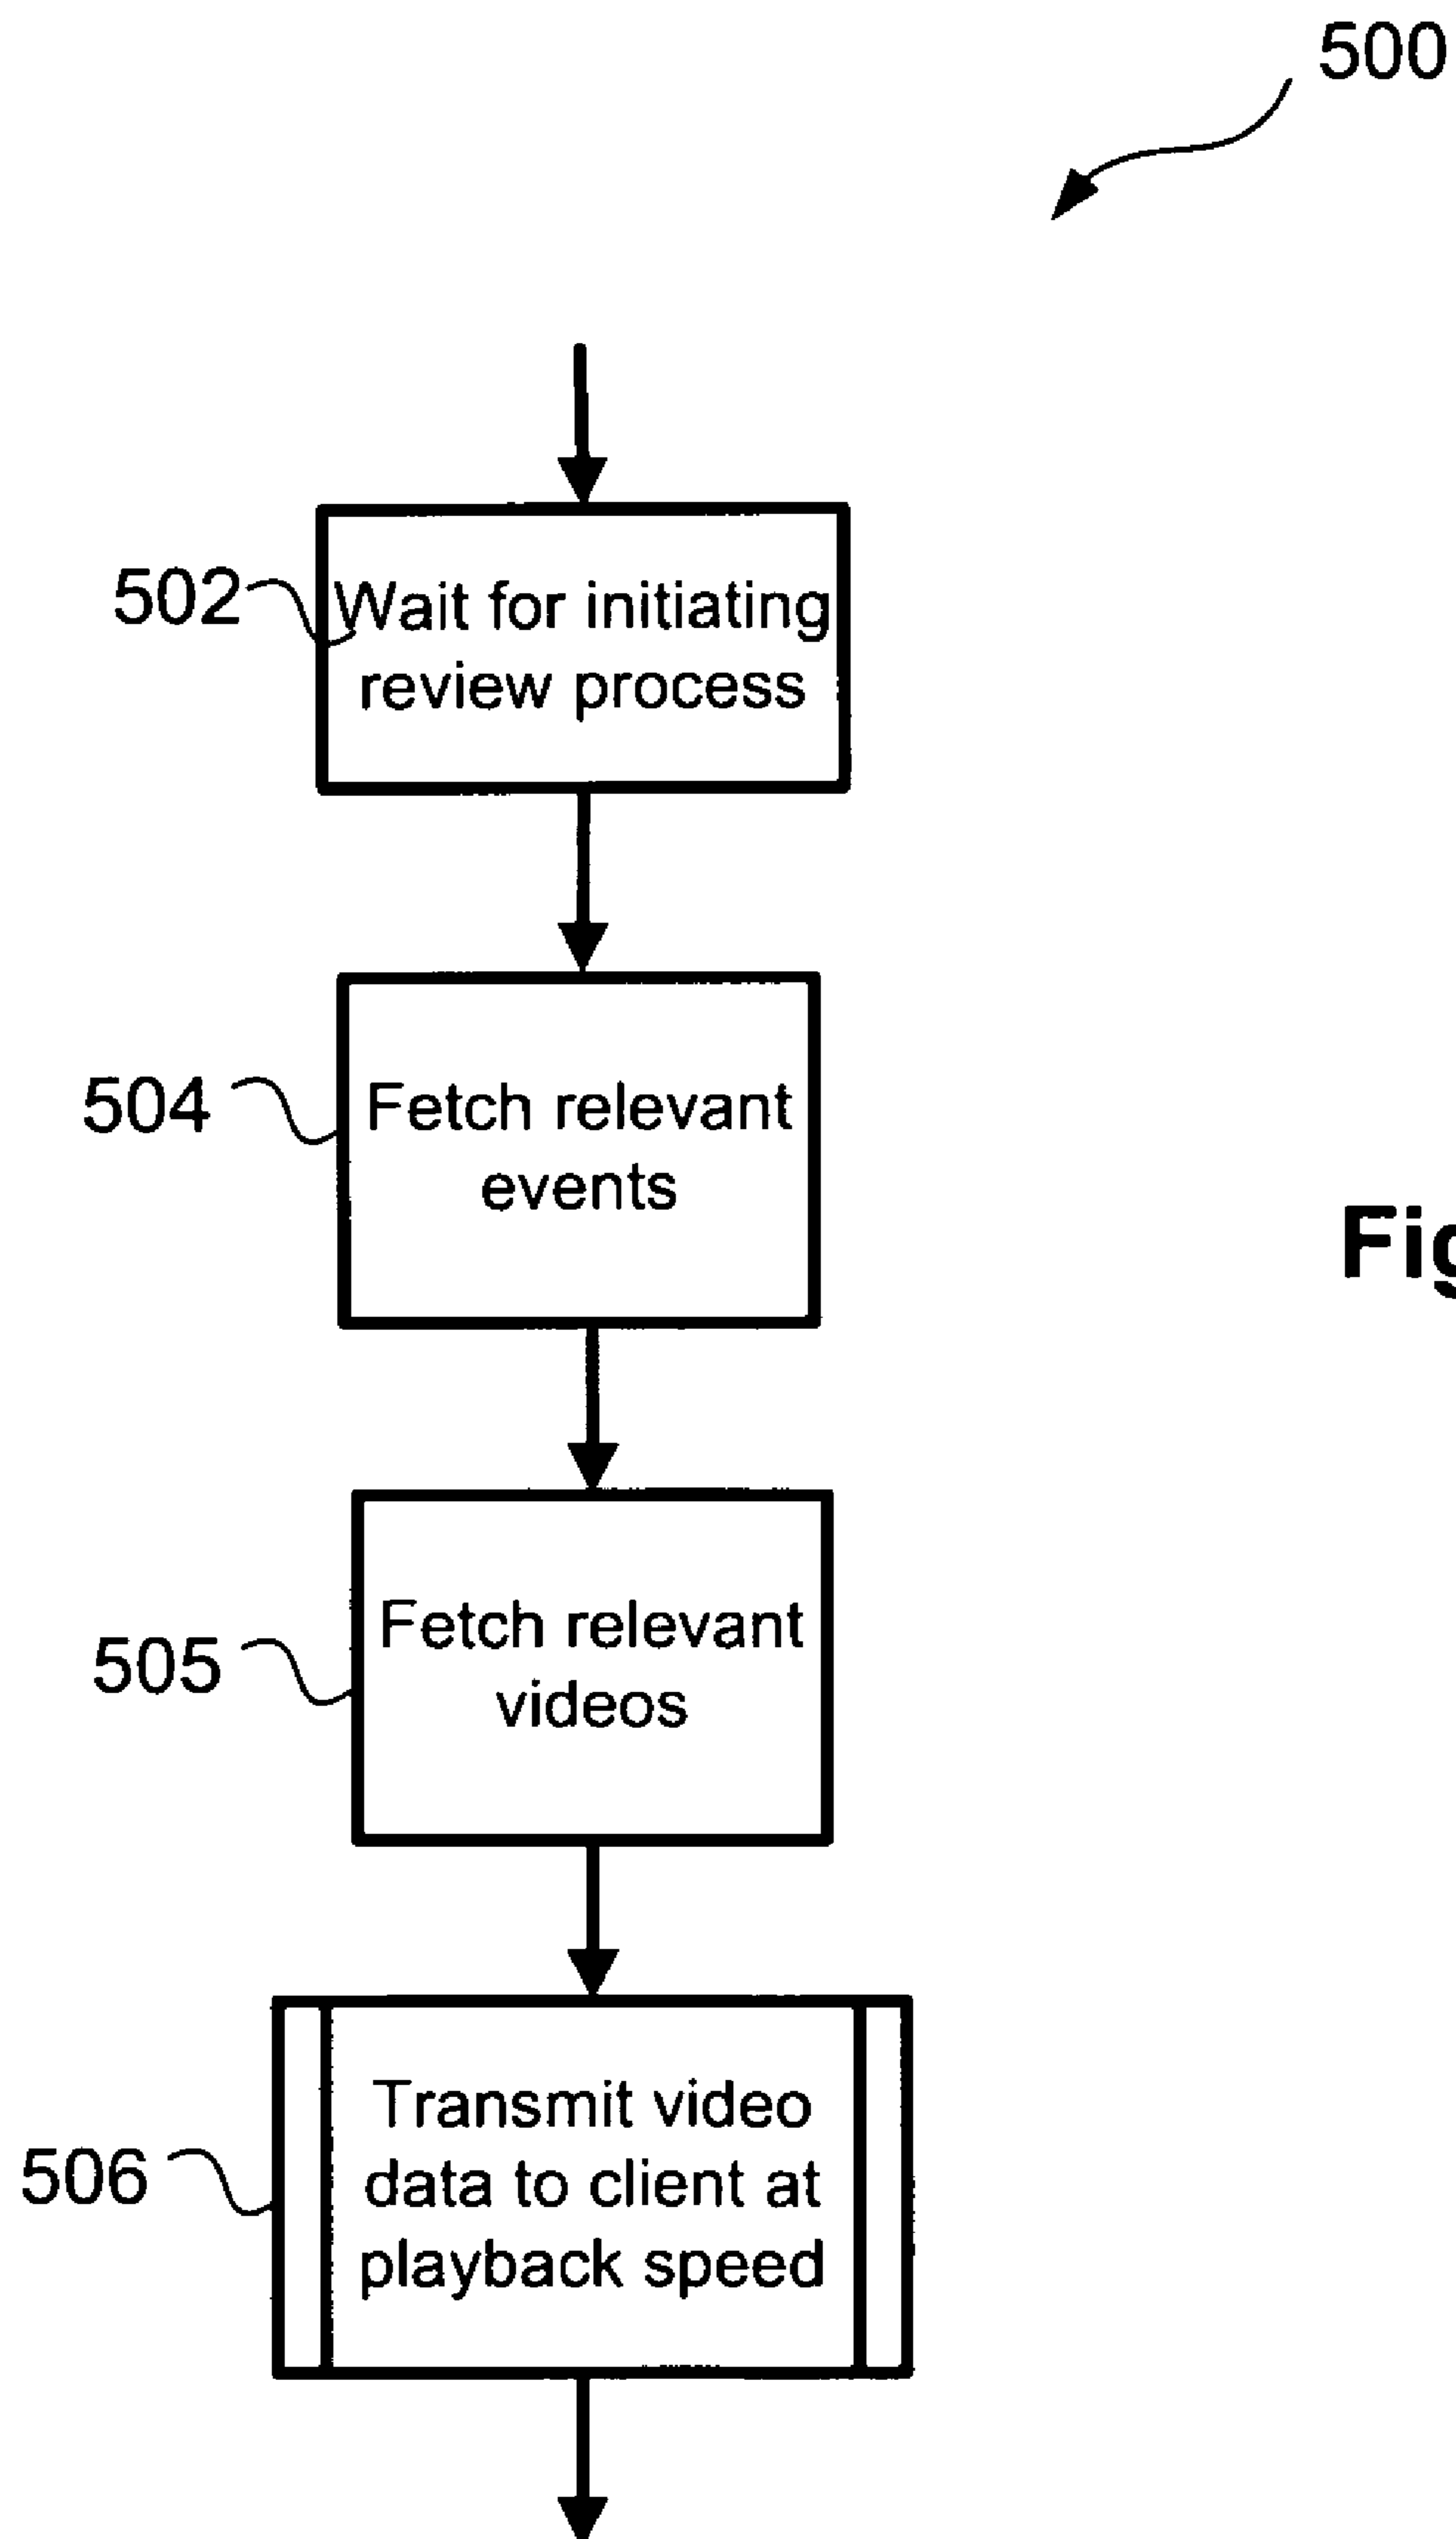 500
502
Wait for initiating
review process
504
Fetch relevant
events
Fig
505
Fetch relevant
videos
506
Transmit video
data to client at
playback speed